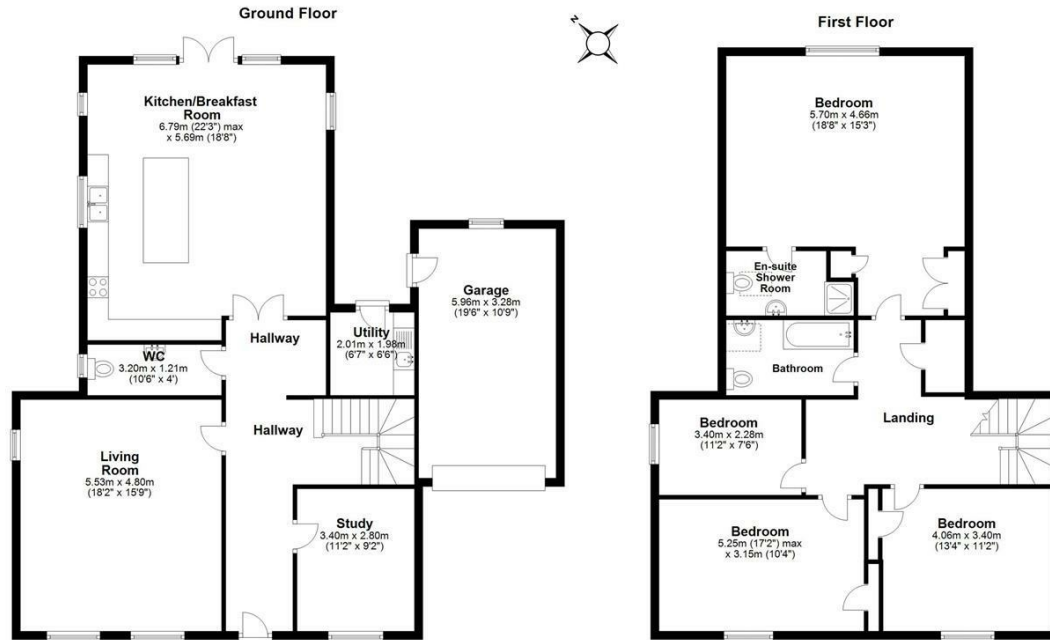 Ground Floor
Kitchen/Breakfast
Room
6.79m (22'3") max
x 5.69m (18'8")
Garage
5.96m x 3.28m
(19'6" x 10'9")
Utility
2.01m x 1.98m
(6'7" x 6'6")
Hallway
WC
3.20m x 1.21m
(10'6" x 4')
Hallway
Living
Room
5.53m x 4.80m
(18'2" x 15'9")
Study
3.40m x 2.80m
(11'2" x 9'2")
N
First Floor
Bedroom
5.70m x 4.66m
(18'8" x 15'3")
En-suite
Shower
Room
Bathroom
Landing
Bedroom
3.40m x 2.28m
(11'2" x 7'6")
Bedroom
5.25m (17'2") max
x 3.15m (10'4")
Bedroom
4.06m x 3.40m
(13'4" x 11'2")